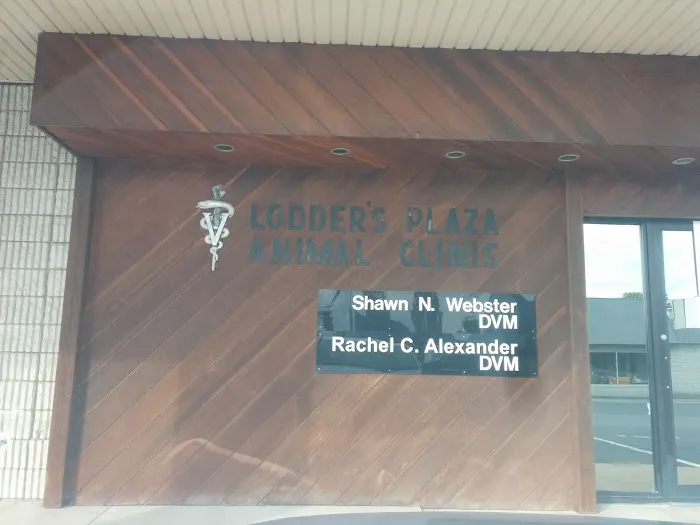 LODDER'S PLAZA
ANIMAL CLINIC
Shawn N. Webster
DVM
Rachel C. Alexander
DVM